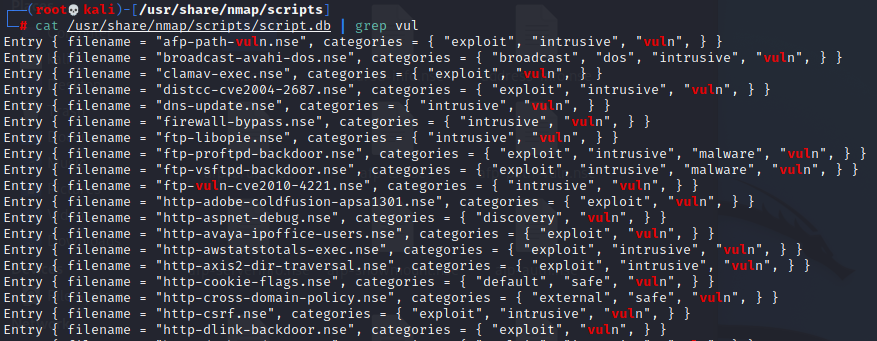 ┌──(root💀kali)-[/usr/share/nmap/scripts]
└─# cat /usr/share/nmap/scripts/script.db | grep vul
Entry { filename = "afp-path-vuln.nse", categories = { "exploit", "intrusive", "vuln", } }
Entry { filename = "broadcast-avahi-dos.nse", categories = { "broadcast", "dos", "intrusive", "vuln", } }
Entry { filename = "clamav-exec.nse", categories = { "exploit", "vuln", } }
Entry { filename = "distcc-cve2004-2687.nse", categories = { "exploit", "intrusive", "vuln", } }
Entry { filename = "dns-update.nse", categories = { "intrusive", "vuln", } }
Entry { filename = "firewall-bypass.nse", categories = { "intrusive", "vuln", } }
Entry { filename = "ftp-libopie.nse", categories = { "intrusive", "vuln", } }
Entry { filename = "ftp-proftpd-backdoor.nse", categories = { "exploit", "intrusive", "malware", "vuln", } }
Entry { filename = "ftp-vsftpd-backdoor.nse", categories = { "exploit", "intrusive", "malware", "vuln", } }
Entry { filename = "ftp-vuln-cve2010-4221.nse", categories = { "intrusive", "vuln", } }
Entry { filename = "http-adobe-coldfusion-apsa1301.nse", categories = { "exploit", "vuln", } }
Entry { filename = "http-aspnet-debug.nse", categories = { "discovery", "vuln", } }
Entry { filename = "http-avaya-ipoffice-users.nse", categories = { "exploit", "vuln", } }
Entry { filename = "http-awstatstotals-exec.nse", categories = { "exploit", "intrusive", "vuln", } }
Entry { filename = "http-axis2-dir-traversal.nse", categories = { "exploit", "intrusive", "vuln", } }
Entry { filename = "http-cookie-flags.nse", categories = { "default", "safe", "vuln", } }
Entry { filename = "http-cross-domain-policy.nse", categories = { "external", "safe", "vuln", } }
Entry { filename = "http-csrf.nse", categories = { "exploit", "intrusive", "vuln", } }
Entry { filename = "http-dlink-backdoor.nse", categories = { "exploit", "vuln", } }